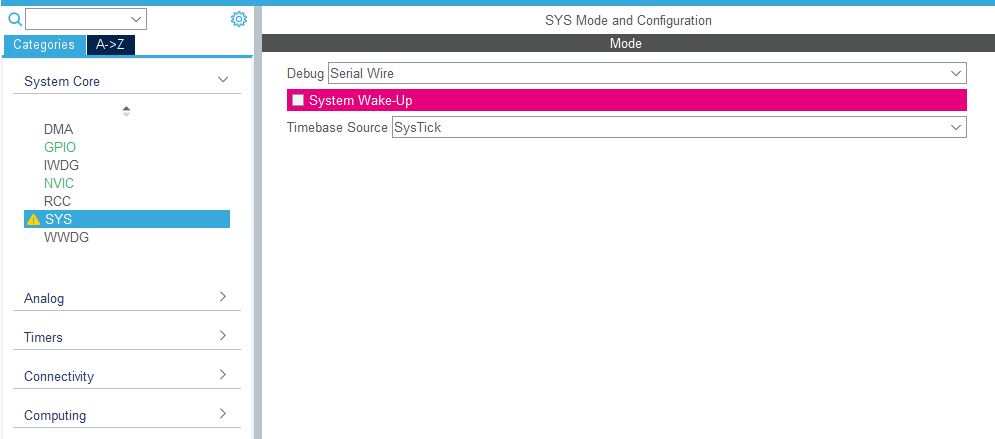 Categories
A->Z
System Core
DMA
GPIO
IWDG
NVIC
RCC
SYS
WWDG
Analog
Timers
Connectivity
Computing
SYS Mode and Configuration
Mode
Debug Serial Wire
System Wake-Up
Timebase Source SysTick